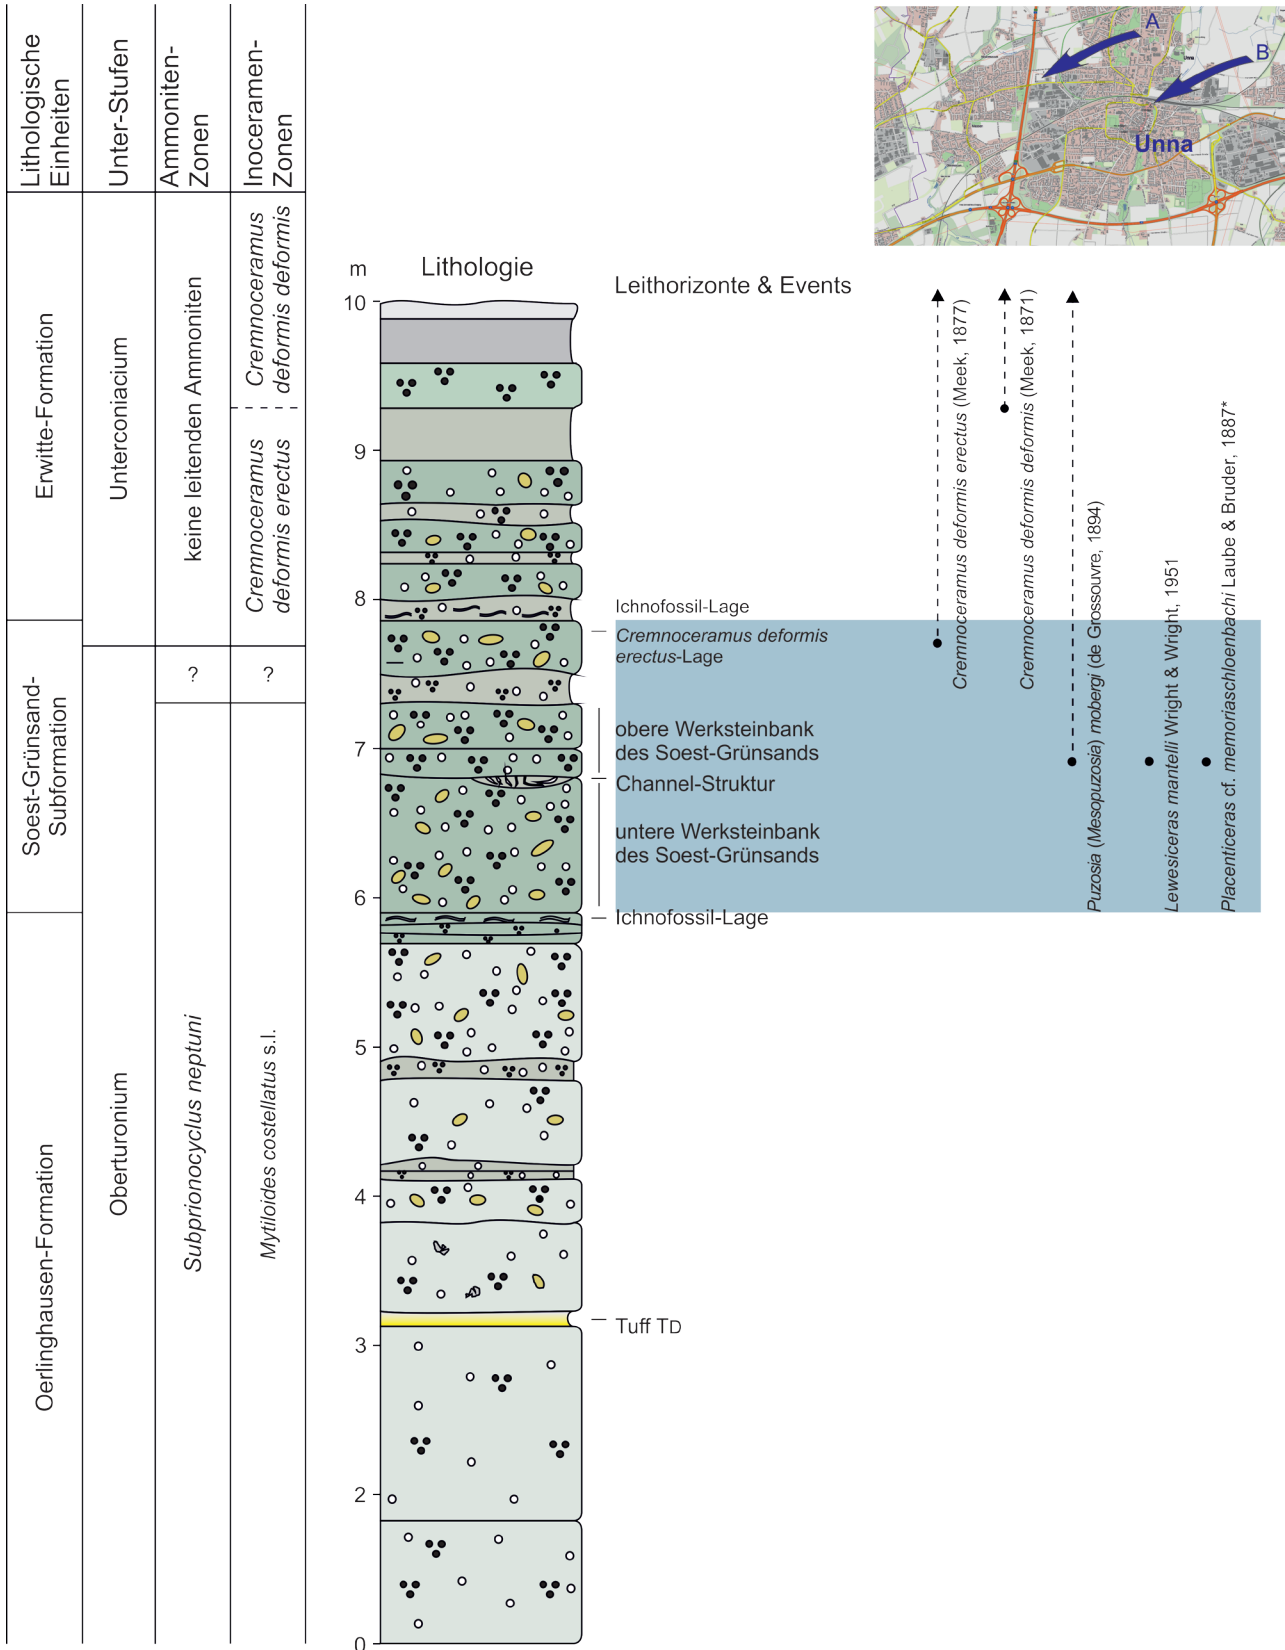 Lithologische
Einheiten
Unter-Stufen
Ammoniten-
Zonen
Inoceramen-
Zonen
Erwitte-Formation
Soest-Grünsand-
Subformation
Oerlinghausen-Formation
Unterconiacium
Oberturonium
keine leitenden Ammoniten
?
Subprionocyclus neptuni
Cremnoceramus
deformis deformis
Cremnoceramus
deformis erectus
?
Mytiloides costellatus s.l.
m
Lithologie
10
9
8
7
6
5
4
3
2
1
0
Leithorizonte & Events
Ichnofossil-Lage
Cremnoceramus deformis
erectus-Lage
obere Werksteinbank
des Soest-Grünsands
Channel-Struktur
untere Werksteinbank
des Soest-Grünsands
Ichnofossil-Lage
Tuff TD
Cremnoceramus deformis erectus (Meek, 1877)
Cremnoceramus deformis deformis (Meek, 1871)
Puzosia (Mesopuzosia) mobergi (de Grossouvre, 1894)
Lewesiceras mantelli Wright & Wright, 1951
Placenticeras cf. memoriaschloenbachi Laube & Bruder, 1887*
A
B
Unna
Unna